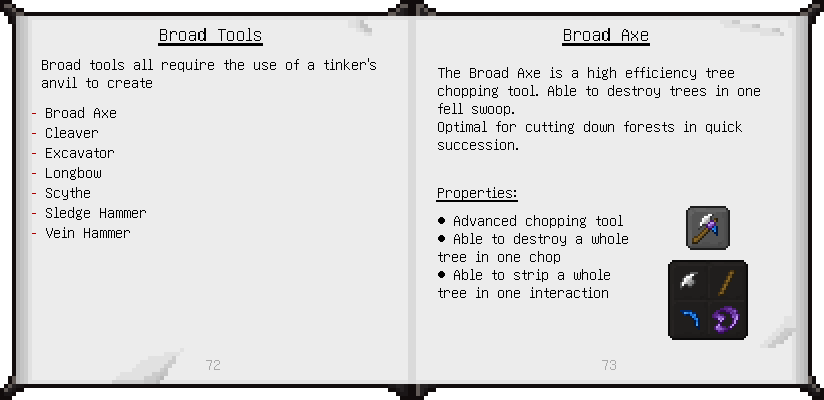 Broad Tools
Broad tools all require the use of a tinker's
anvil to create
- Broad Axe
- Cleaver
- Excavator
- Longbow
- Scythe
- Sledge Hammer
- Vein Hammer
72
Broad Axe
The Broad Axe is a high efficiency tree
chopping tool. Able to destroy trees in one
fell swoop.
Optimal for cutting down forests in quick
succession.
Properties:
● Advanced chopping tool
● Able to destroy a whole
tree in one chop
● Able to strip a whole
tree in one interaction
73